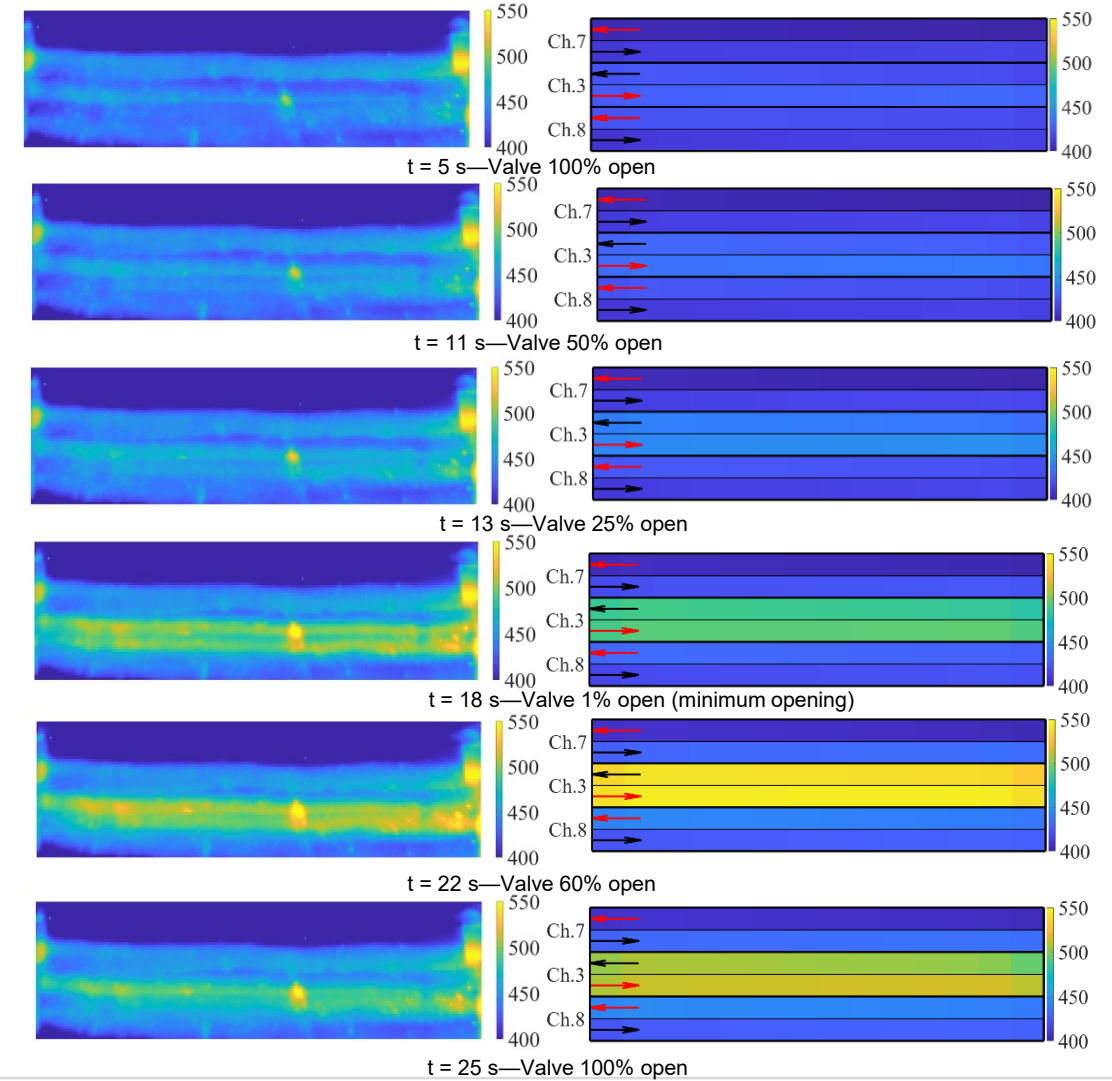 550
500
450
400
Ch.7
Ch.3
Ch.8
550
500
450
400
t = 5 s—Valve 100% open
550
500
450
400
Ch.7
Ch.3
Ch.8
550
500
450
400
t = 11 s—Valve 50% open
550
500
450
400
Ch.7
Ch.3
Ch.8
550
500
450
400
t = 13 s—Valve 25% open
550
500
450
400
Ch.7
Ch.3
Ch.8
550
500
450
400
t = 18 s—Valve 1% open (minimum opening)
550
500
450
400
Ch.7
Ch.3
Ch.8
550
500
450
400
t = 22 s—Valve 60% open
550
500
450
400
Ch.7
Ch.3
Ch.8
550
500
450
400
t = 25 s—Valve 100% open